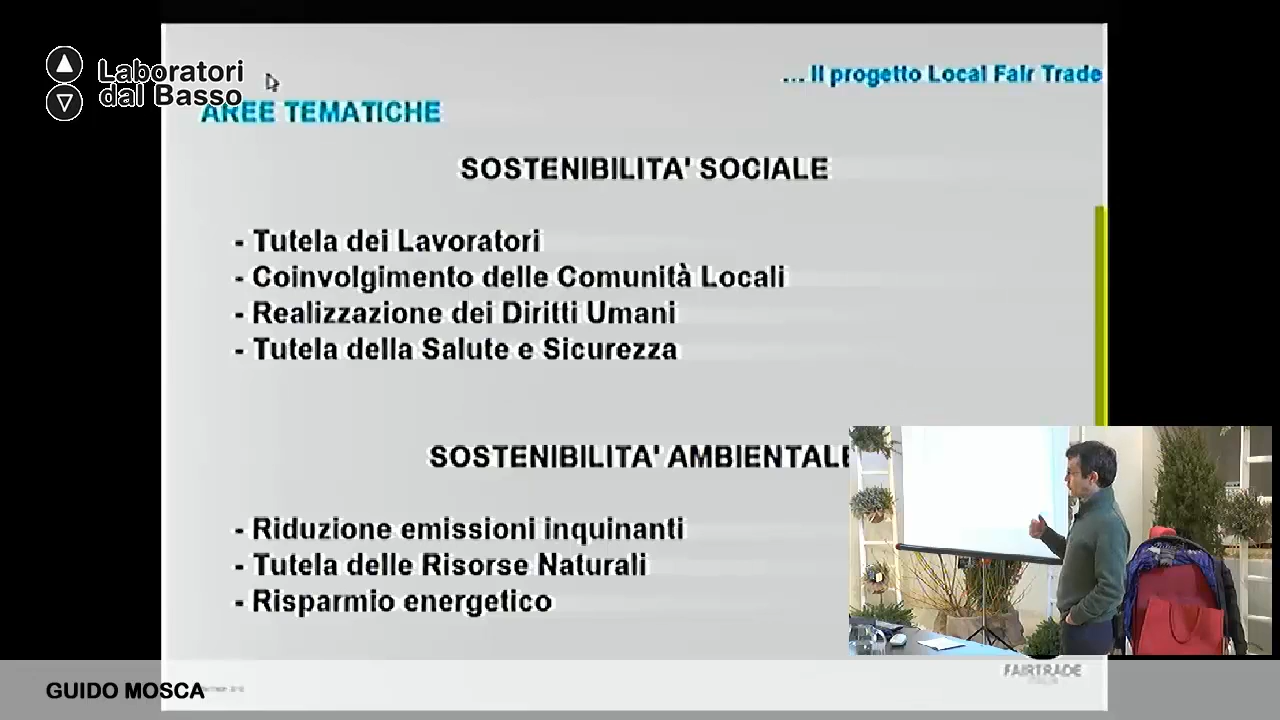 Laboratori
dal Basso
... Il progetto Local Fair Trade
AREE TEMATICHE
SOSTENIBILITA' SOCIALE
- Tutela dei Lavoratori
- Coinvolgimento delle Comunità Locali
- Realizzazione dei Diritti Umani
- Tutela della Salute e Sicurezza
SOSTENIBILITA' AMBIENTALE
- Riduzione emissioni inquinanti
- Tutela delle Risorse Naturali
- Risparmio energetico
FAIRTRADE
GUIDO MOSCA